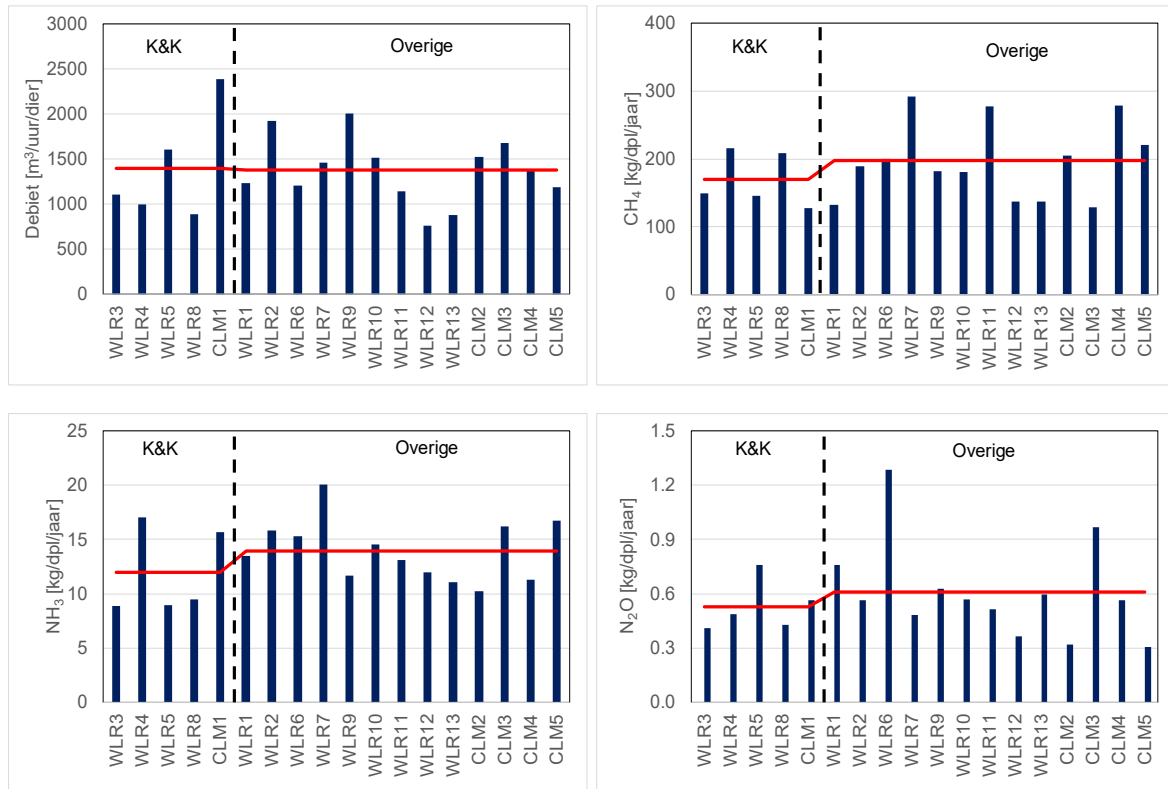 Debiet [m³/uur/dier]
3000
2500
2000
1500
1000
500
0
K&K
Overige
WLR3
WLR4
WLR5
WLR8
CLM1
WLR1
WLR2
WLR6
WLR7
WLR9
WLR10
WLR11
WLR12
WLR13
CLM2
CLM3
CLM4
CLM5
CH₄ [kg/dpl/jaar]
400
300
200
100
0
K&K
Overige
WLR3
WLR4
WLR5
WLR8
CLM1
WLR1
WLR2
WLR6
WLR7
WLR9
WLR10
WLR11
WLR12
WLR13
CLM2
CLM3
CLM4
CLM5
NH₃ [kg/dpl/jaar]
25
20
15
10
5
0
K&K
Overige
WLR3
WLR4
WLR5
WLR8
CLM1
WLR1
WLR2
WLR6
WLR7
WLR9
WLR10
WLR11
WLR12
WLR13
CLM2
CLM3
CLM4
CLM5
N₂O [kg/dpl/jaar]
1.5
1.2
0.9
0.6
0.3
0.0
K&K
Overige
WLR3
WLR4
WLR5
WLR8
CLM1
WLR1
WLR2
WLR6
WLR7
WLR9
WLR10
WLR11
WLR12
WLR13
CLM2
CLM3
CLM4
CLM5